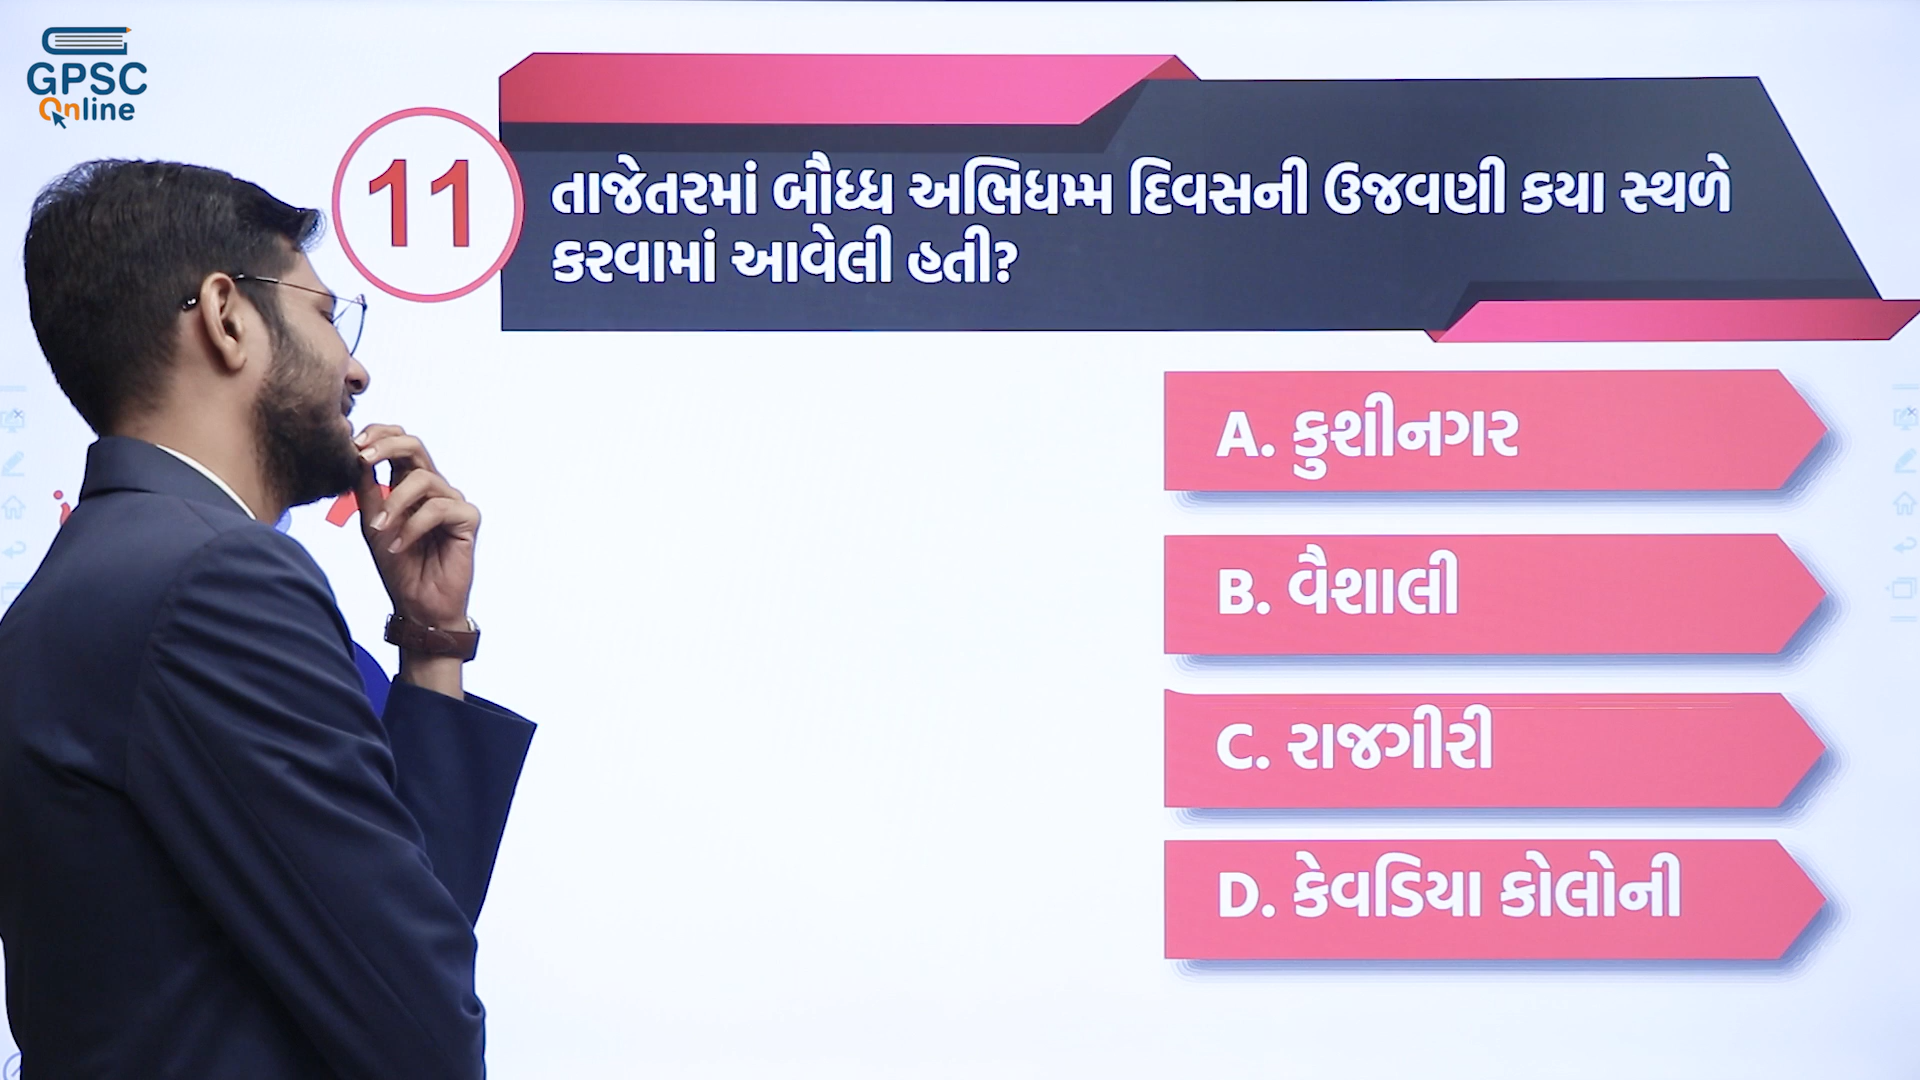 GPSC
Online
11
તાજેતરમાં બૌધ્ધ અભિધમ્મ દિવસની ઉજવણી કયા સ્થળે
કરવામાં આવેલી હતી?
A. કુશીનગર
B. વૈશાલી
C. રાજગીરી
D. કેવડિયા કોલોની